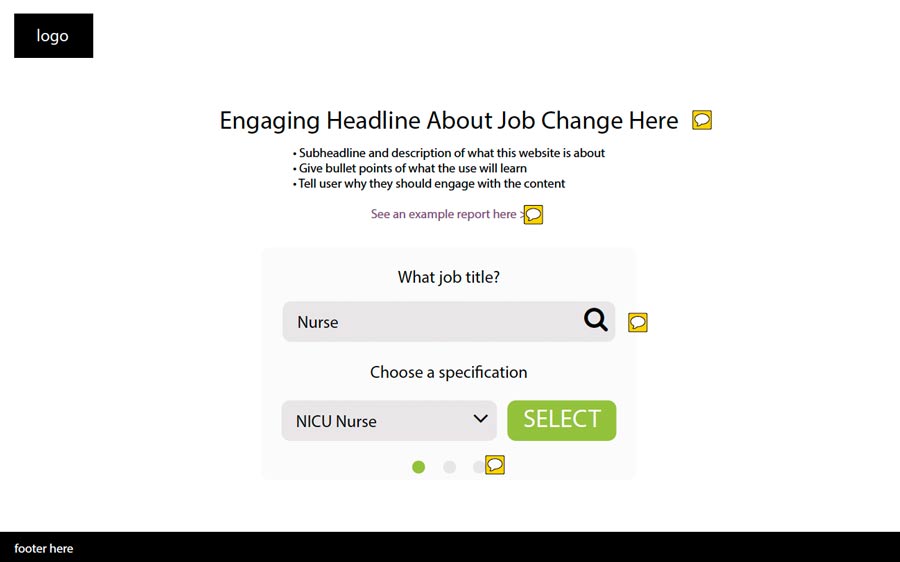 logo
Engaging Headline About Job Change Here
• Subheadline and description of what this website is about
• Give bullet points of what the use will learn
• Tell user why they should engage with the content
See an example report here >
What job title?
Nurse
Choose a specification
NICU Nurse
SELECT
footer here